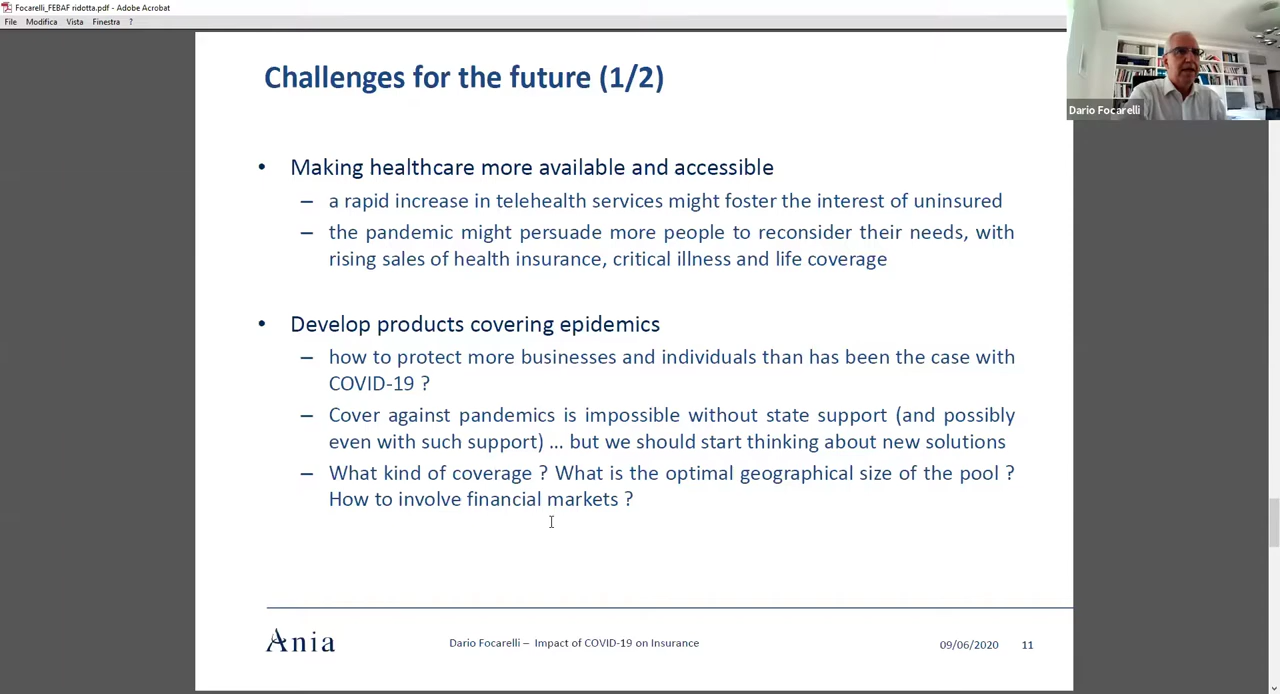 Focarelli_FEBAF ridotta.pdf - Adobe Acrobat
File Modifica Vista Finestra ?
Dario Focarelli
Challenges for the future (1/2)
• Making healthcare more available and accessible
– a rapid increase in telehealth services might foster the interest of uninsured
– the pandemic might persuade more people to reconsider their needs, with
rising sales of health insurance, critical illness and life coverage
• Develop products covering epidemics
– how to protect more businesses and individuals than has been the case with
COVID-19 ?
– Cover against pandemics is impossible without state support (and possibly
even with such support) ... but we should start thinking about new solutions
– What kind of coverage ? What is the optimal geographical size of the pool ?
How to involve financial markets ?
Ania
Dario Focarelli – Impact of COVID-19 on Insurance
09/06/2020 11